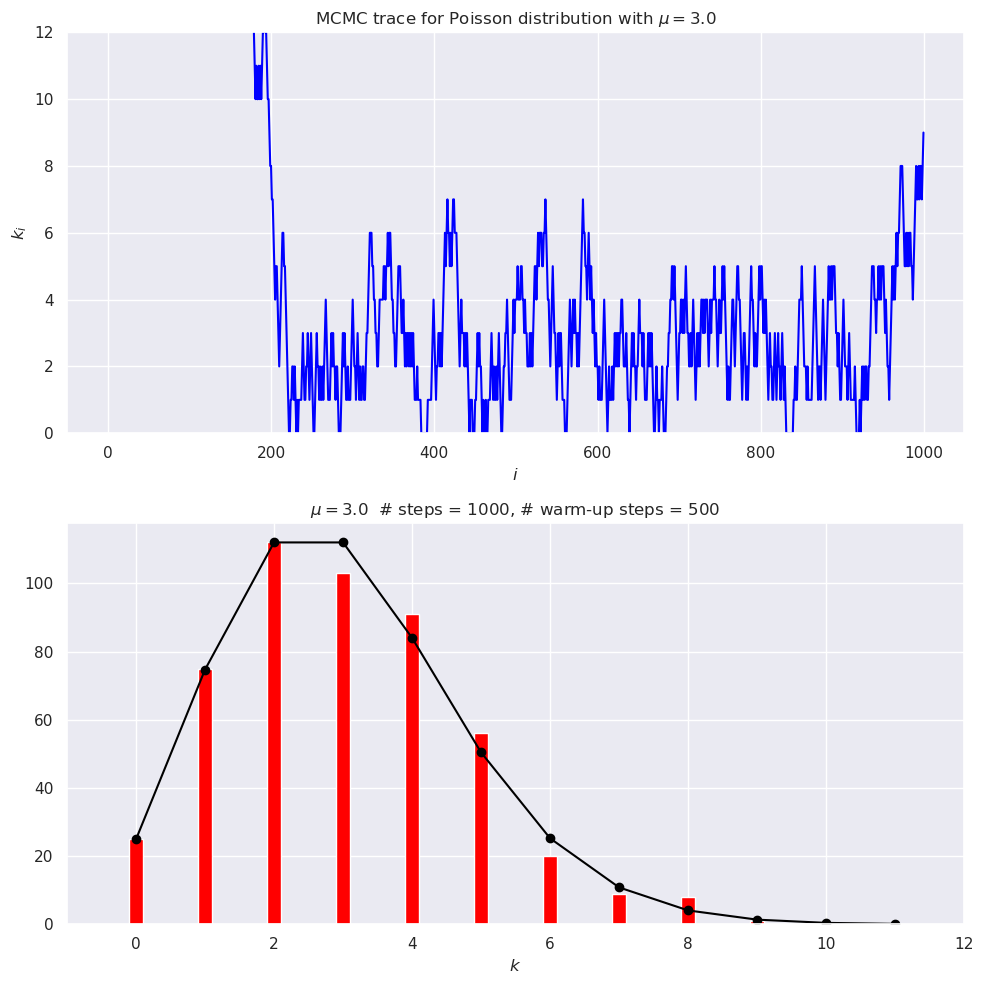 MCMC trace for Poisson distribution with μ = 3.0
12
10
8
6
4
2
0
k_i
0 200 400 600 800 1000
i
μ = 3.0 # steps = 1000, # warm-up steps = 500
100
80
60
40
20
0
0 2 4 6 8 10 12
k